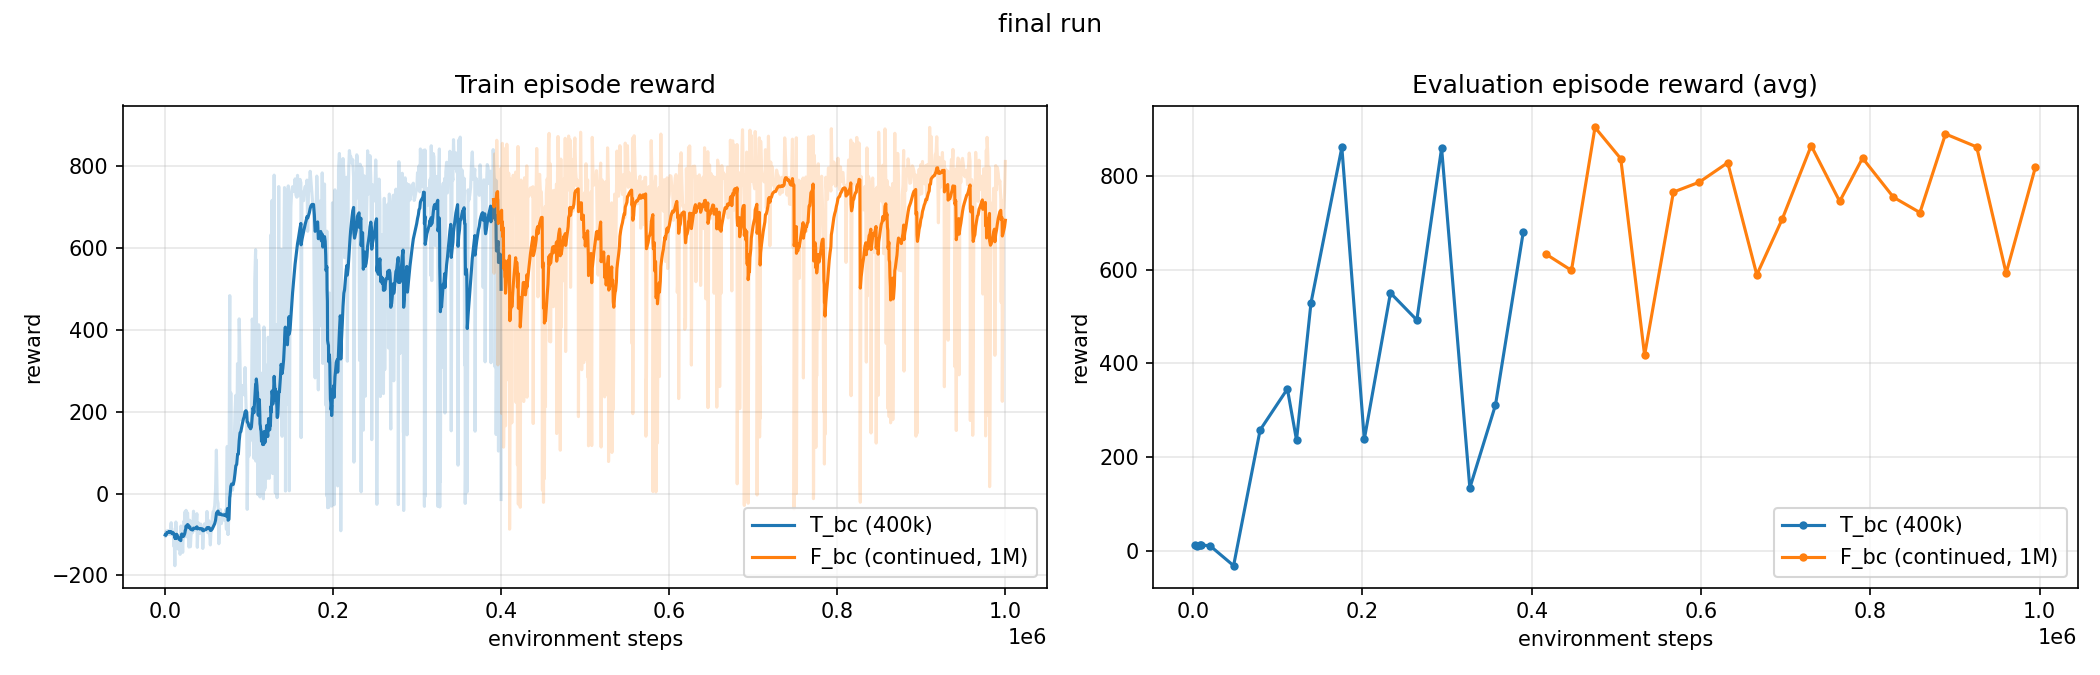 final run
Train episode reward
reward
800
600
400
200
0
−200
0.0 0.2 0.4 0.6 0.8 1.0
1e6
environment steps
T_bc (400k)
F_bc (continued, 1M)
Evaluation episode reward (avg)
reward
800
600
400
200
0
0.0 0.2 0.4 0.6 0.8 1.0
1e6
environment steps
T_bc (400k)
F_bc (continued, 1M)